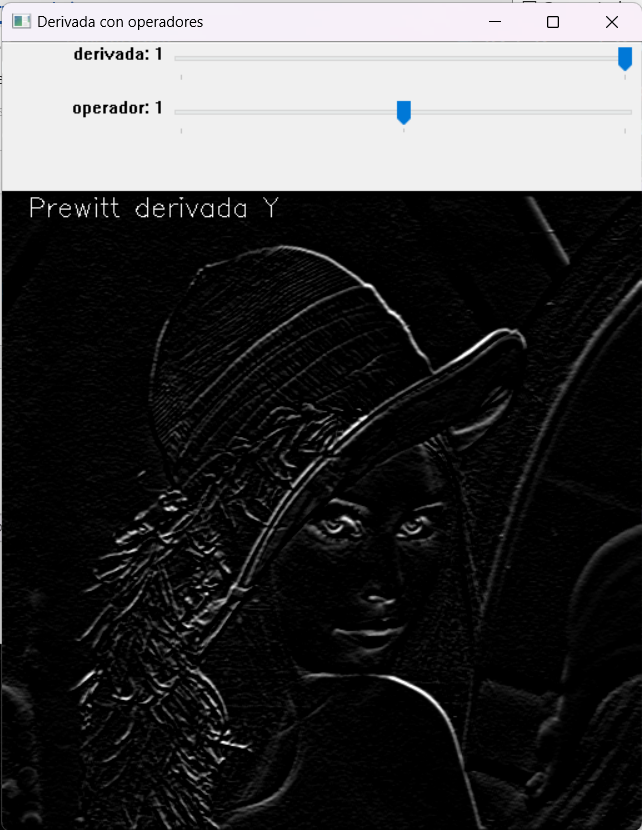 Derivada con operadores
derivada: 1
operador: 1
Prewitt derivada Y